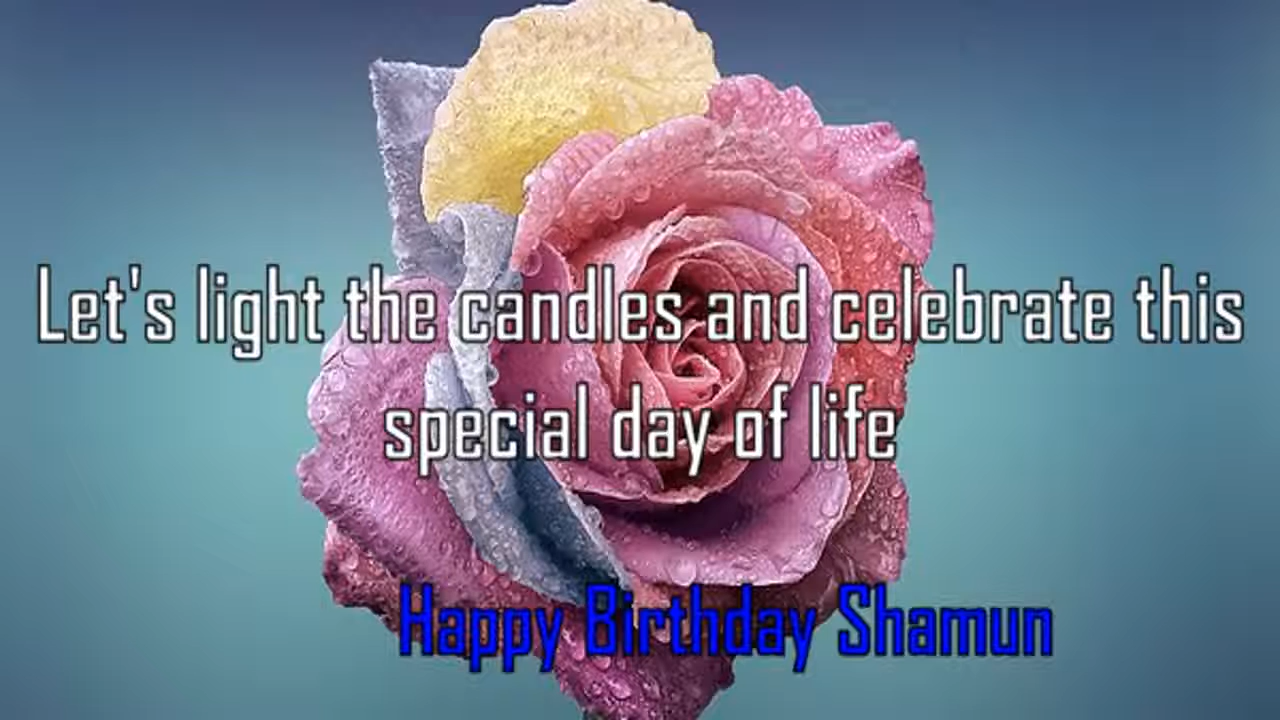 Let's light the candles and celebrate this
special day of life
Happy Birthday Shamun